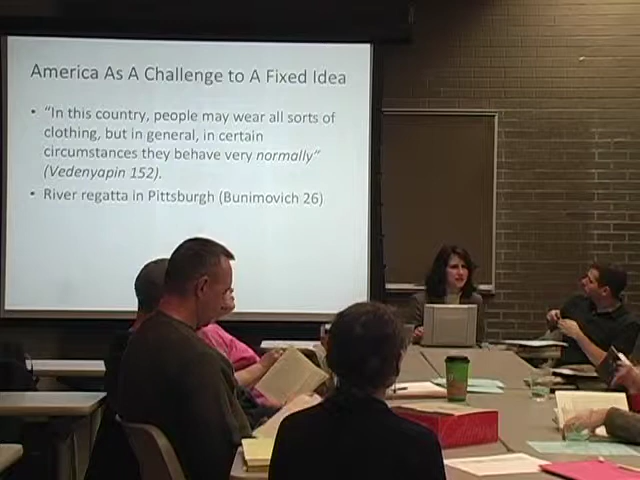 America As A Challenge to A Fixed Idea
• “In this country, people may wear all sorts of
clothing, but in general, in certain
circumstances they behave very normally”
(Vedenyapin 152).
• River regatta in Pittsburgh (Bunimovich 26)